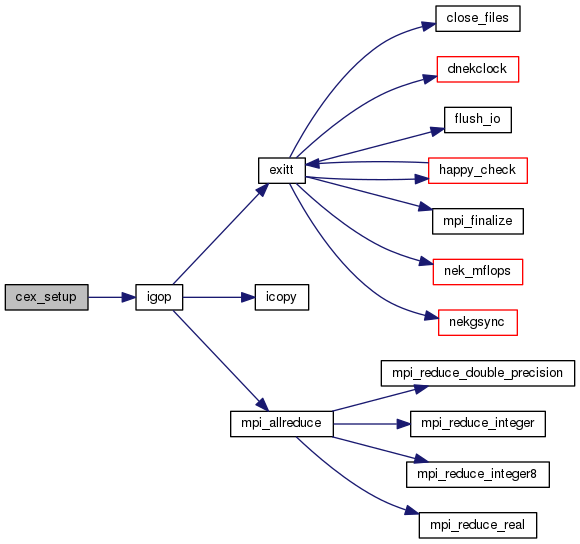 close_files
dnekclock
flush_io
exitt
happy_check
mpi_finalize
nek_mflops
cex_setup
igop
icopy
nekgsync
mpi_reduce_double_precision
mpi_allreduce
mpi_reduce_integer
mpi_reduce_integer8
mpi_reduce_real